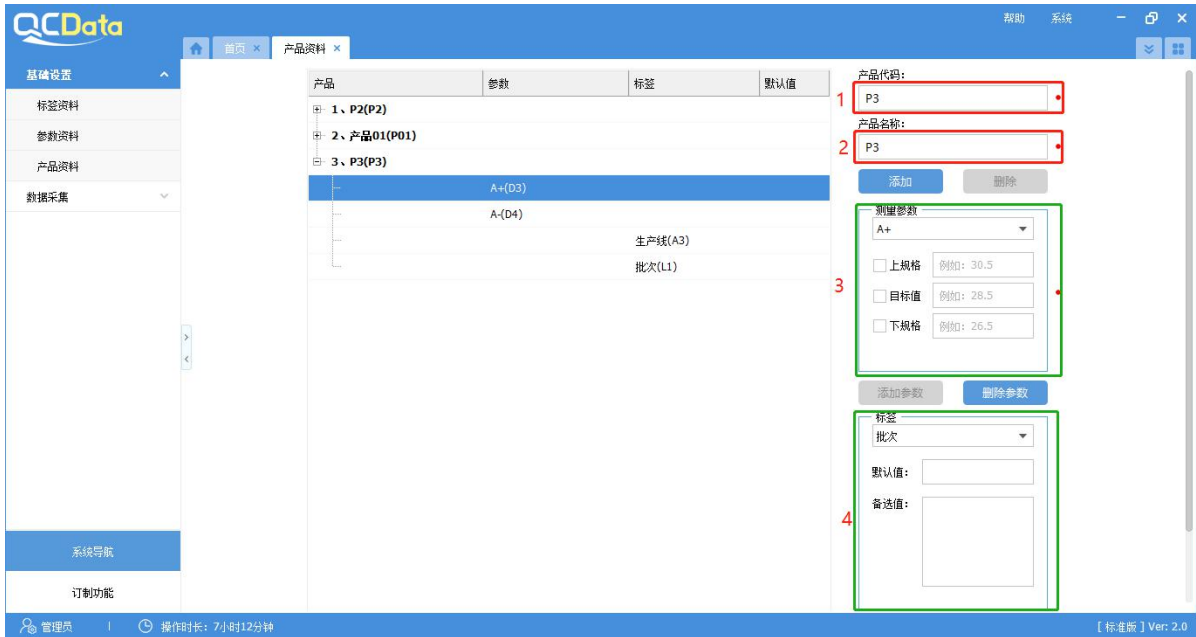 QCData
帮助 系统
首页 × 产品资料 ×
基础设置
标签资料
参数资料
产品资料
数据采集
系统导航
订制功能
产品 参数 标签 默认值
1、P2(P2)
2、产品01(P01)
3、P3(P3)
A+(D3)
A-(D4)
生产线(A3)
批次(L1)
产品代码:
1 P3
产品名称:
2 P3
添加 删除
测量参数
A+
上规格 例如: 30.5
3
目标值 例如: 28.5
下规格 例如: 26.5
添加参数 删除参数
标签
批次
默认值:
备选值:
4
管理员 | 操作时长: 7小时12分钟
[ 标准版 ] Ver: 2.0